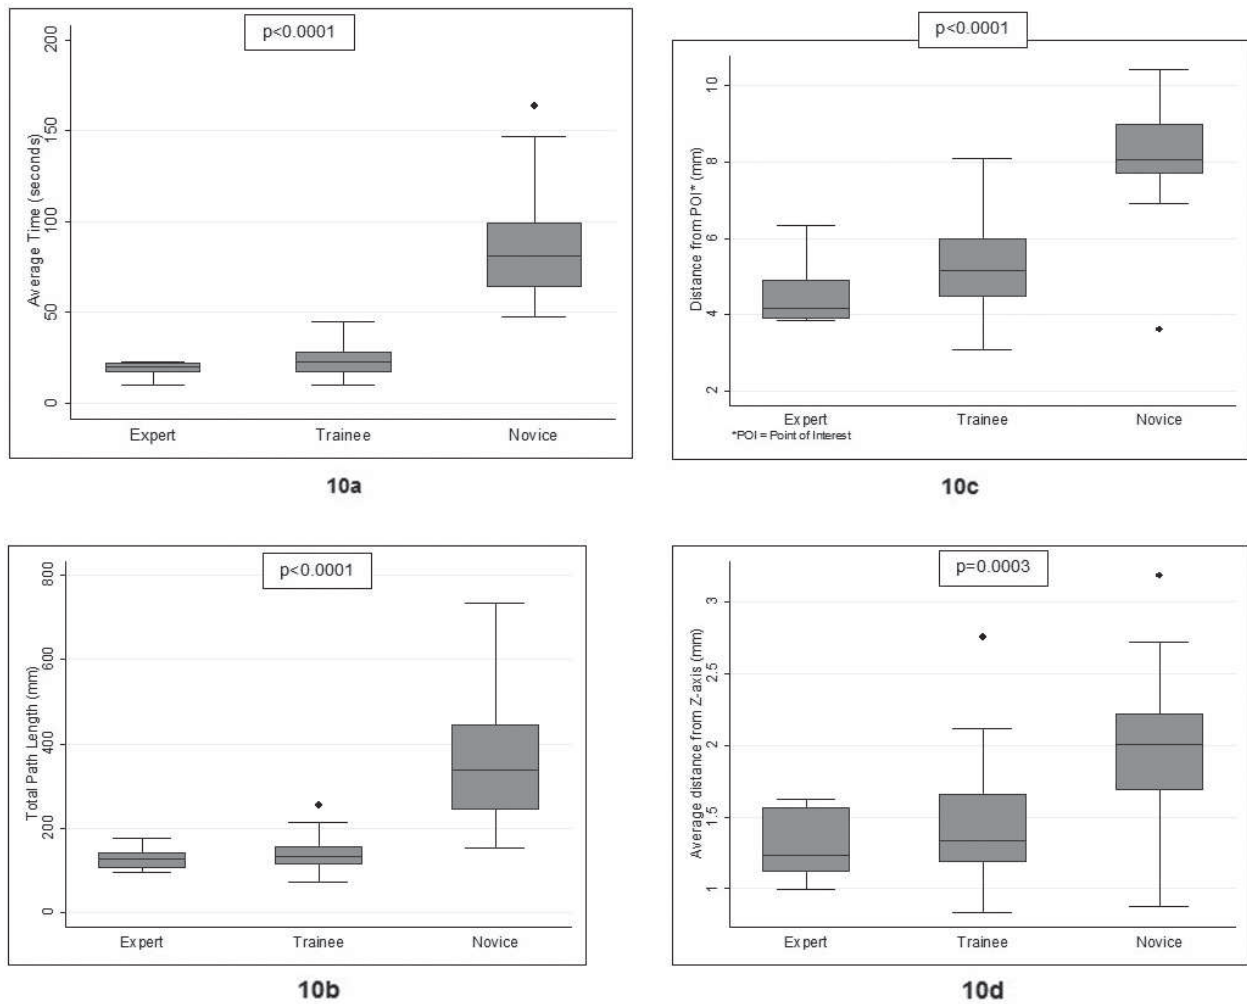 p<0.0001
Average Time (seconds)
200
150
100
50
0
Expert Trainee Novice
10a
p<0.0001
Distance from POI* (mm)
10
8
6
4
2
Expert Trainee Novice
*POI = Point of Interest
10c
p<0.0001
Total Path Length (mm)
800
600
400
200
0
Expert Trainee Novice
10b
p=0.0003
Average distance from Z-axis (mm)
3
2.5
2
1.5
1
Expert Trainee Novice
10d